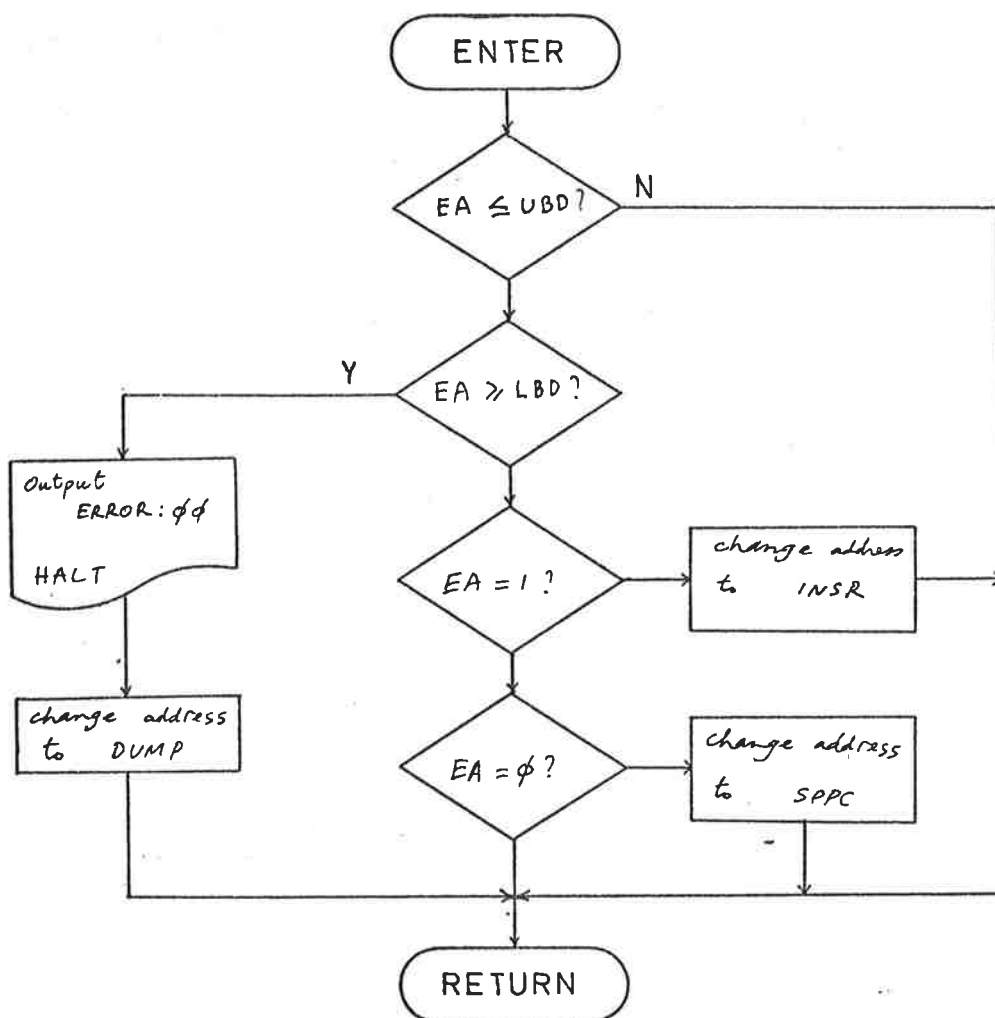 ENTER
EA ≤ UBD?
N
EA ≥ LBD?
Y
Output
ERROR: φφ
HALT
EA = 1?
change address
to INSR
change address
to DUMP
EA = φ?
change address
to SPPC
RETURN